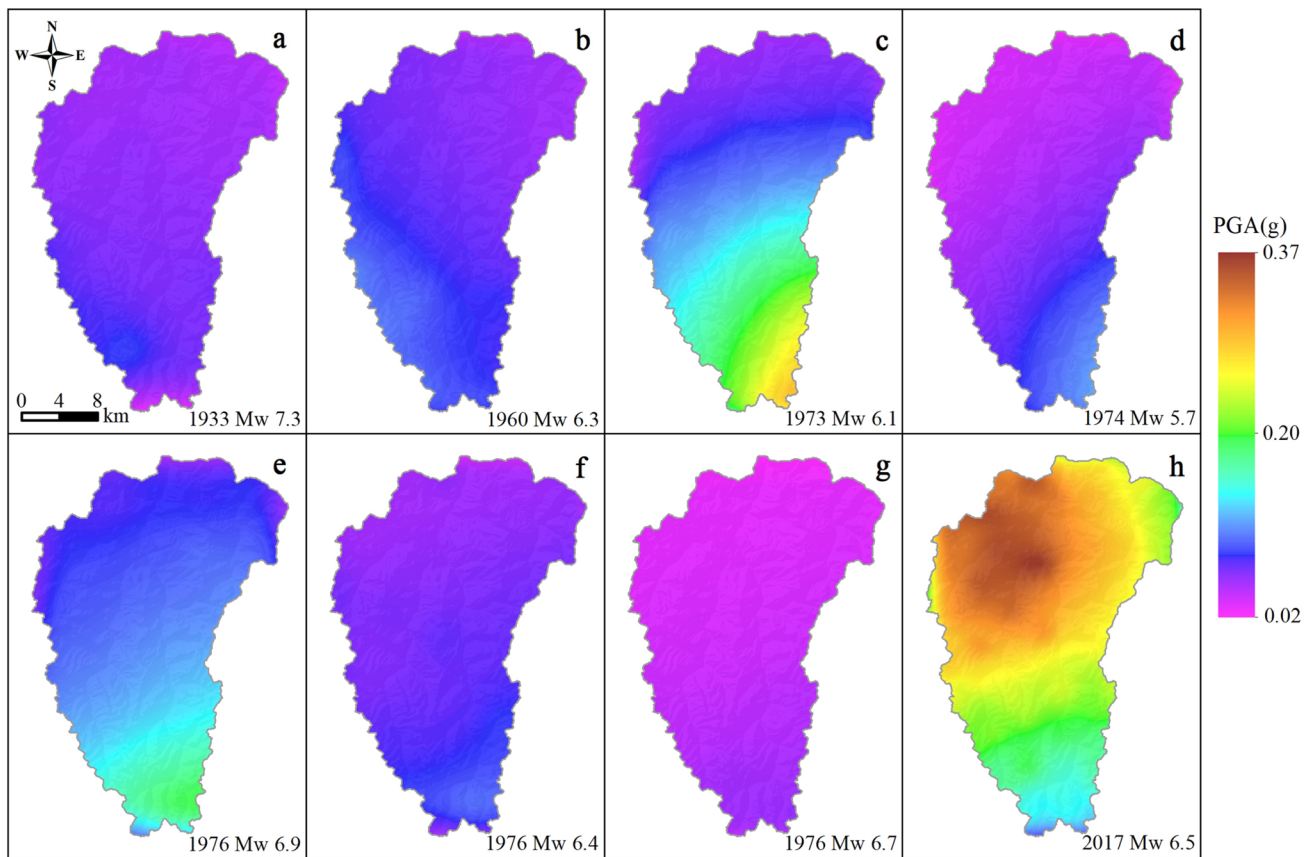 N
W E
S
a
b
c
d
0 4 8
km
1933 Mw 7.3
1960 Mw 6.3
1973 Mw 6.1
1974 Mw 5.7
PGA(g)
0.37
0.20
0.02
e
f
g
h
1976 Mw 6.9
1976 Mw 6.4
1976 Mw 6.7
2017 Mw 6.5